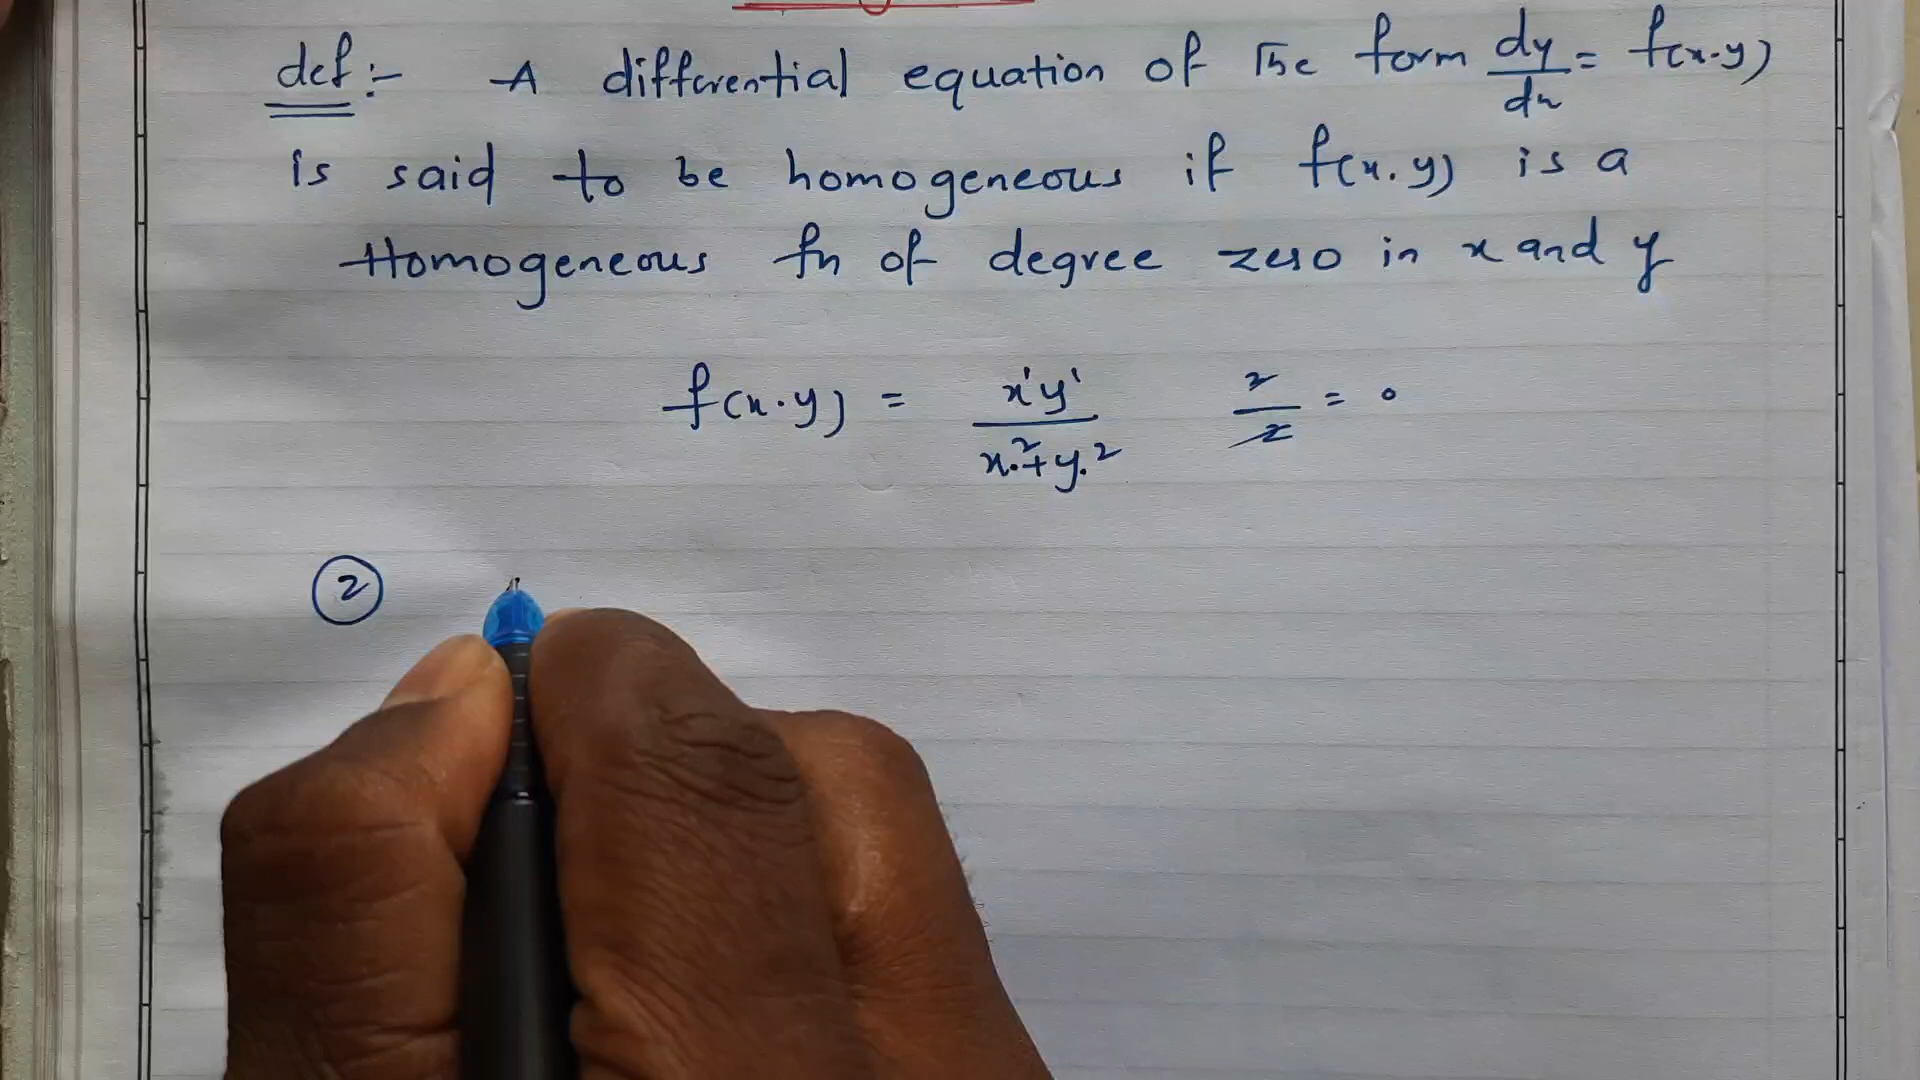 def:- A differential equation of the form dy/dx = f(x.y)
is said to be homogeneous if f(x.y) is a
Homogeneous fn of degree zero in x and y
f(x.y) = x'y'/x.²+y.² 2/2 = 0
②